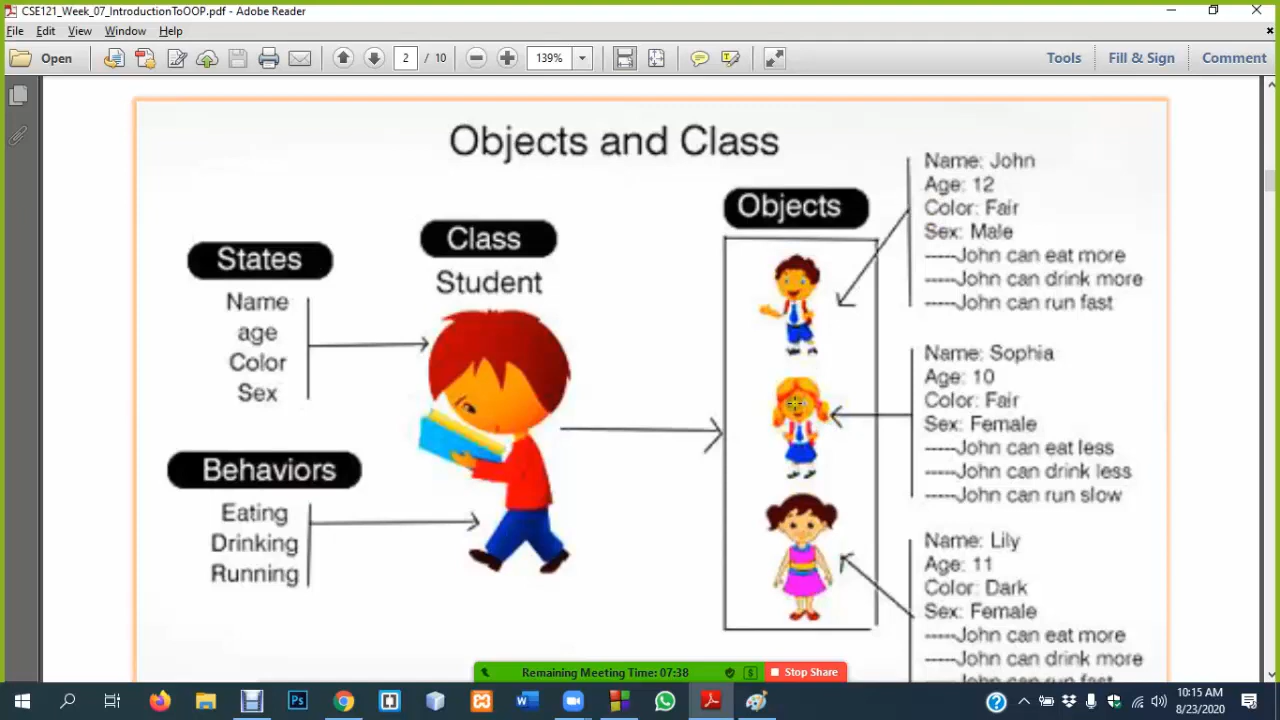 CSE121_Week_07_IntroductionToOOP.pdf - Adobe Reader
File Edit View Window Help
Open
2 / 10
139%
Tools
Fill & Sign
Comment
Objects and Class
States
Name
age
Color
Sex
Behaviors
Eating
Drinking
Running
Class
Student
Objects
Name: John
Age: 12
Color: Fair
Sex: Male
-----John can eat more
-----John can drink more
-----John can run fast
Name: Sophia
Age: 10
Color: Fair
Sex: Female
-----John can eat less
-----John can drink less
-----John can run slow
Name: Lily
Age: 11
Color: Dark
Sex: Female
-----John can eat more
-----John can drink more
-----John can run fast
Remaining Meeting Time: 07:38
Stop Share
Ps
10:15 AM
8/23/2020